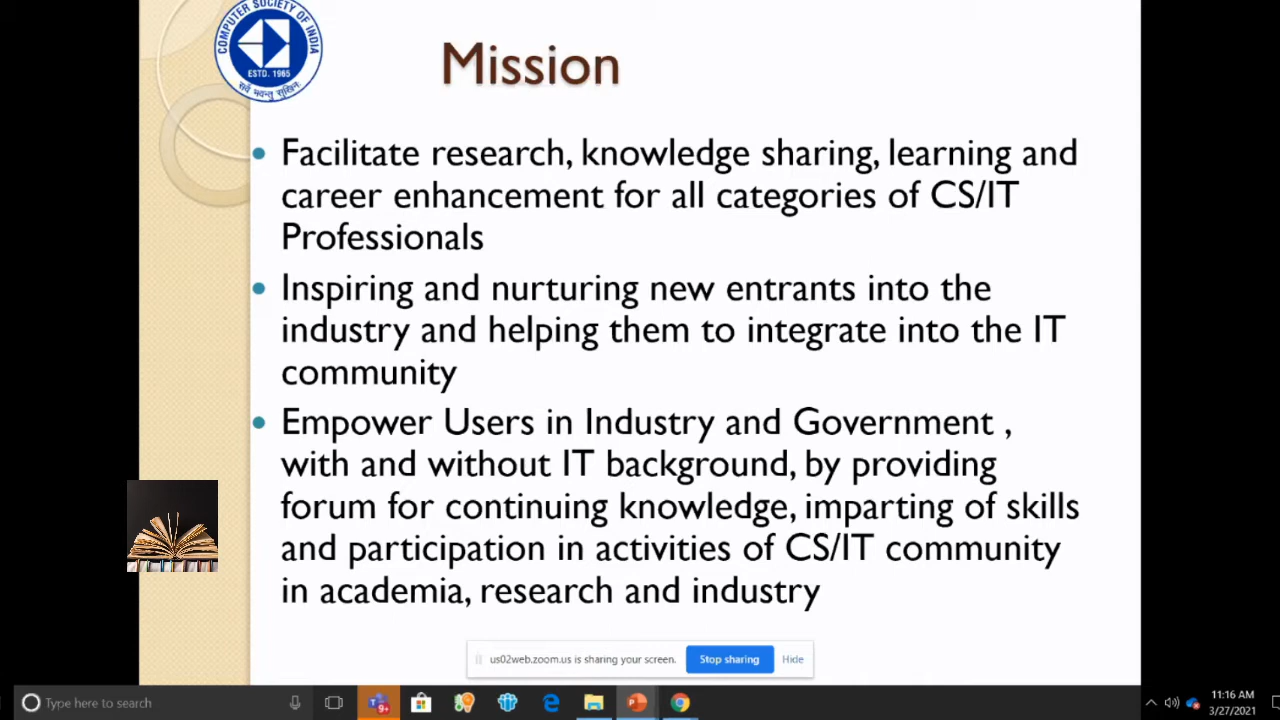 COMPUTER SOCIETY OF INDIA
ESTD. 1965
सर्वे भवन्तु सुखिनः
Mission
Facilitate research, knowledge sharing, learning and
career enhancement for all categories of CS/IT
Professionals
Inspiring and nurturing new entrants into the
industry and helping them to integrate into the IT
community
Empower Users in Industry and Government ,
with and without IT background, by providing
forum for continuing knowledge, imparting of skills
and participation in activities of CS/IT community
in academia, research and industry
us02web.zoom.us is sharing your screen. Stop sharing Hide
Type here to search 9+ 11:16 AM
3/27/2021